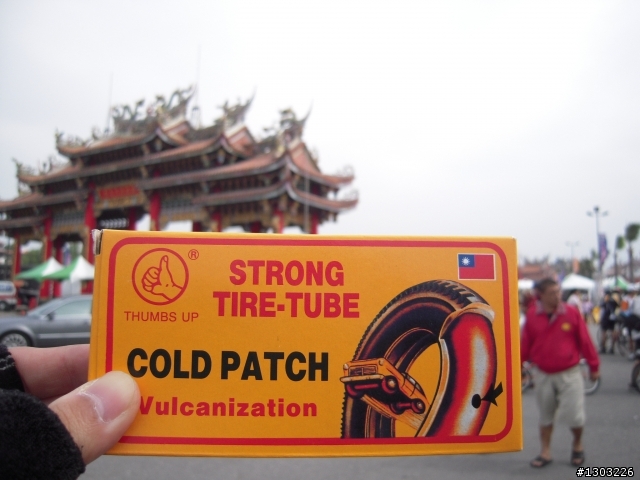 ®
THUMBS UP
STRONG
TIRE-TUBE
COLD PATCH
Vulcanization
#1303226